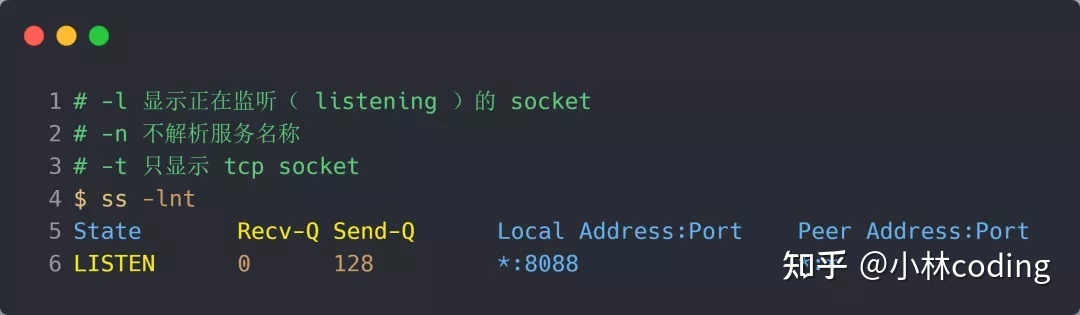 1 # -l 显示正在监听（ listening ）的 socket
2 # -n 不解析服务名称
3 # -t 只显示 tcp socket
4 $ ss -lnt
5 State Recv-Q Send-Q Local Address:Port Peer Address:Port
6 LISTEN 0 128 *:8088
知乎 @小林coding